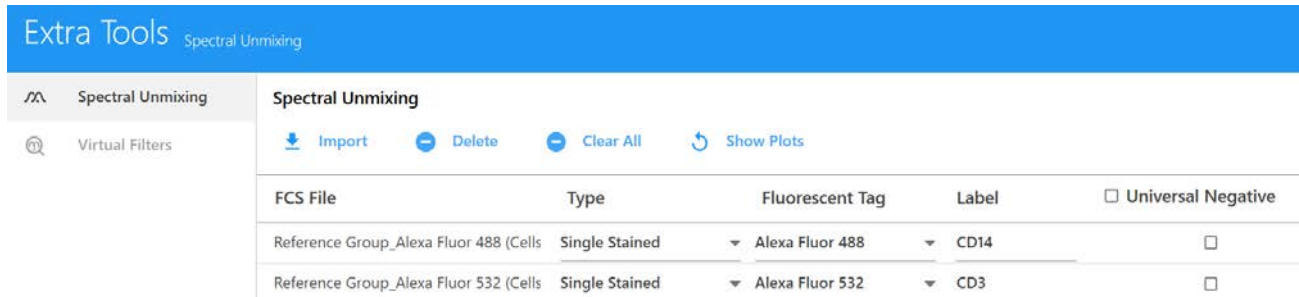 Extra Tools Spectral Unmixing
Spectral Unmixing
Virtual Filters
Spectral Unmixing
Import Delete Clear All Show Plots
FCS File Type Fluorescent Tag Label Universal Negative
Reference Group_Alexa Fluor 488 (Cells Single Stained Alexa Fluor 488 CD14
Reference Group_Alexa Fluor 532 (Cells Single Stained Alexa Fluor 532 CD3